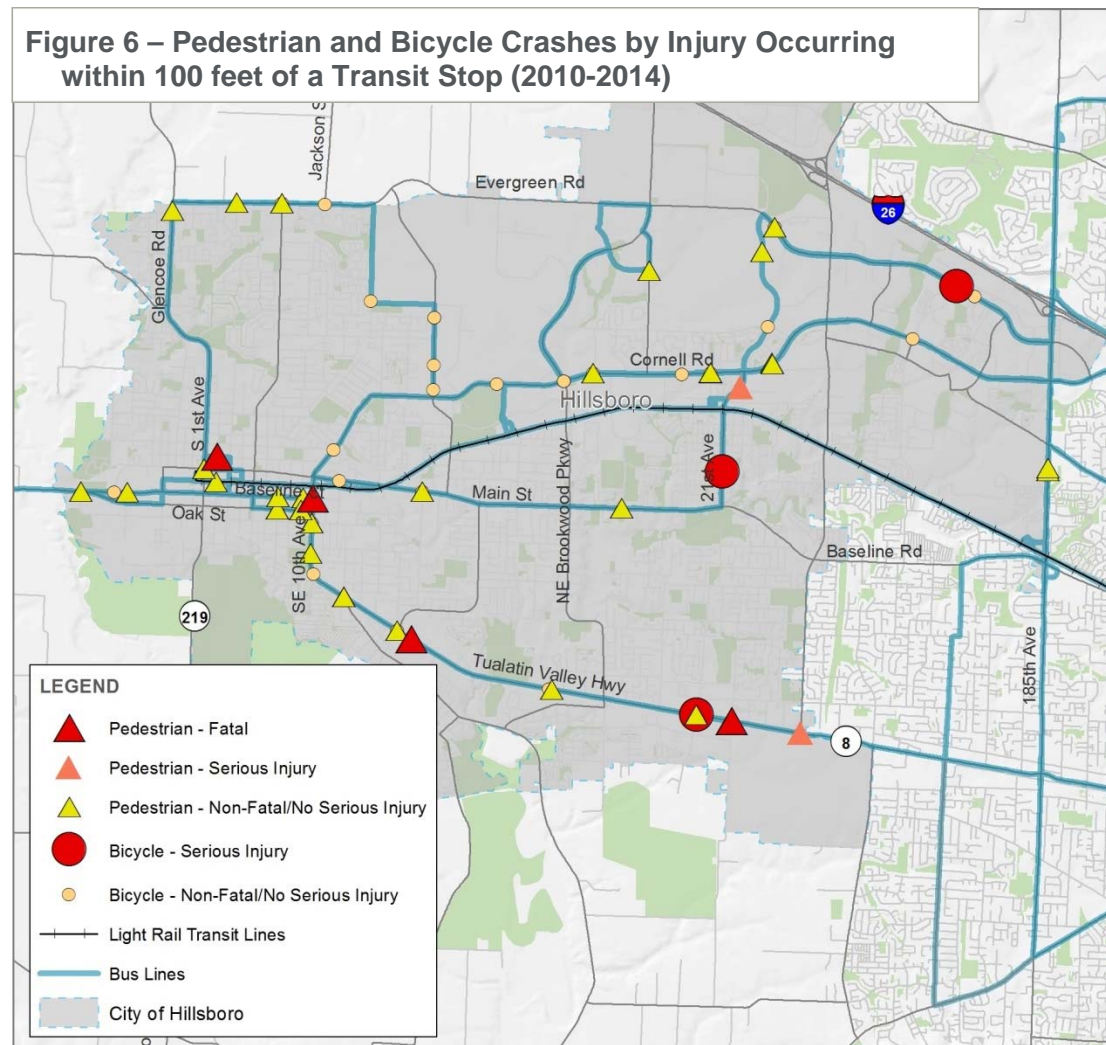 Figure 6 – Pedestrian and Bicycle Crashes by Injury Occurring
within 100 feet of a Transit Stop (2010-2014)
Jackson S
Evergreen Rd
26
Glencoe Rd
Cornell Rd
Hillsboro
S 1st Ave
21st Ave
Main St
Oak St
SE 10th Ave
NE Brookwood Pkwy
Baseline Rd
219
185th Ave
Tualatin Valley Hwy
8
LEGEND
Pedestrian - Fatal
Pedestrian - Serious Injury
Pedestrian - Non-Fatal/No Serious Injury
Bicycle - Serious Injury
Bicycle - Non-Fatal/No Serious Injury
Light Rail Transit Lines
Bus Lines
City of Hillsboro